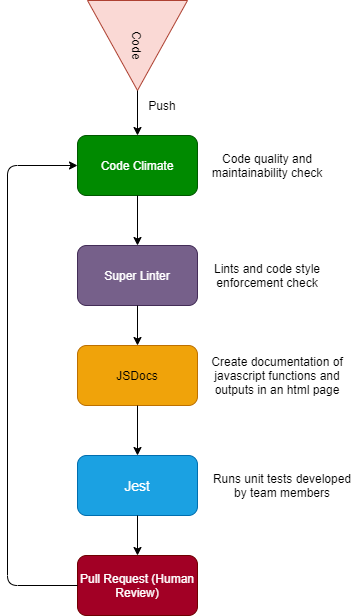 Code
Push
Code Climate
Code quality and
maintainability check
Super Linter
Lints and code style
enforcement check
JSDocs
Create documentation of
javascript functions and
outputs in an html page
Jest
Runs unit tests developed
by team members
Pull Request (Human
Review)